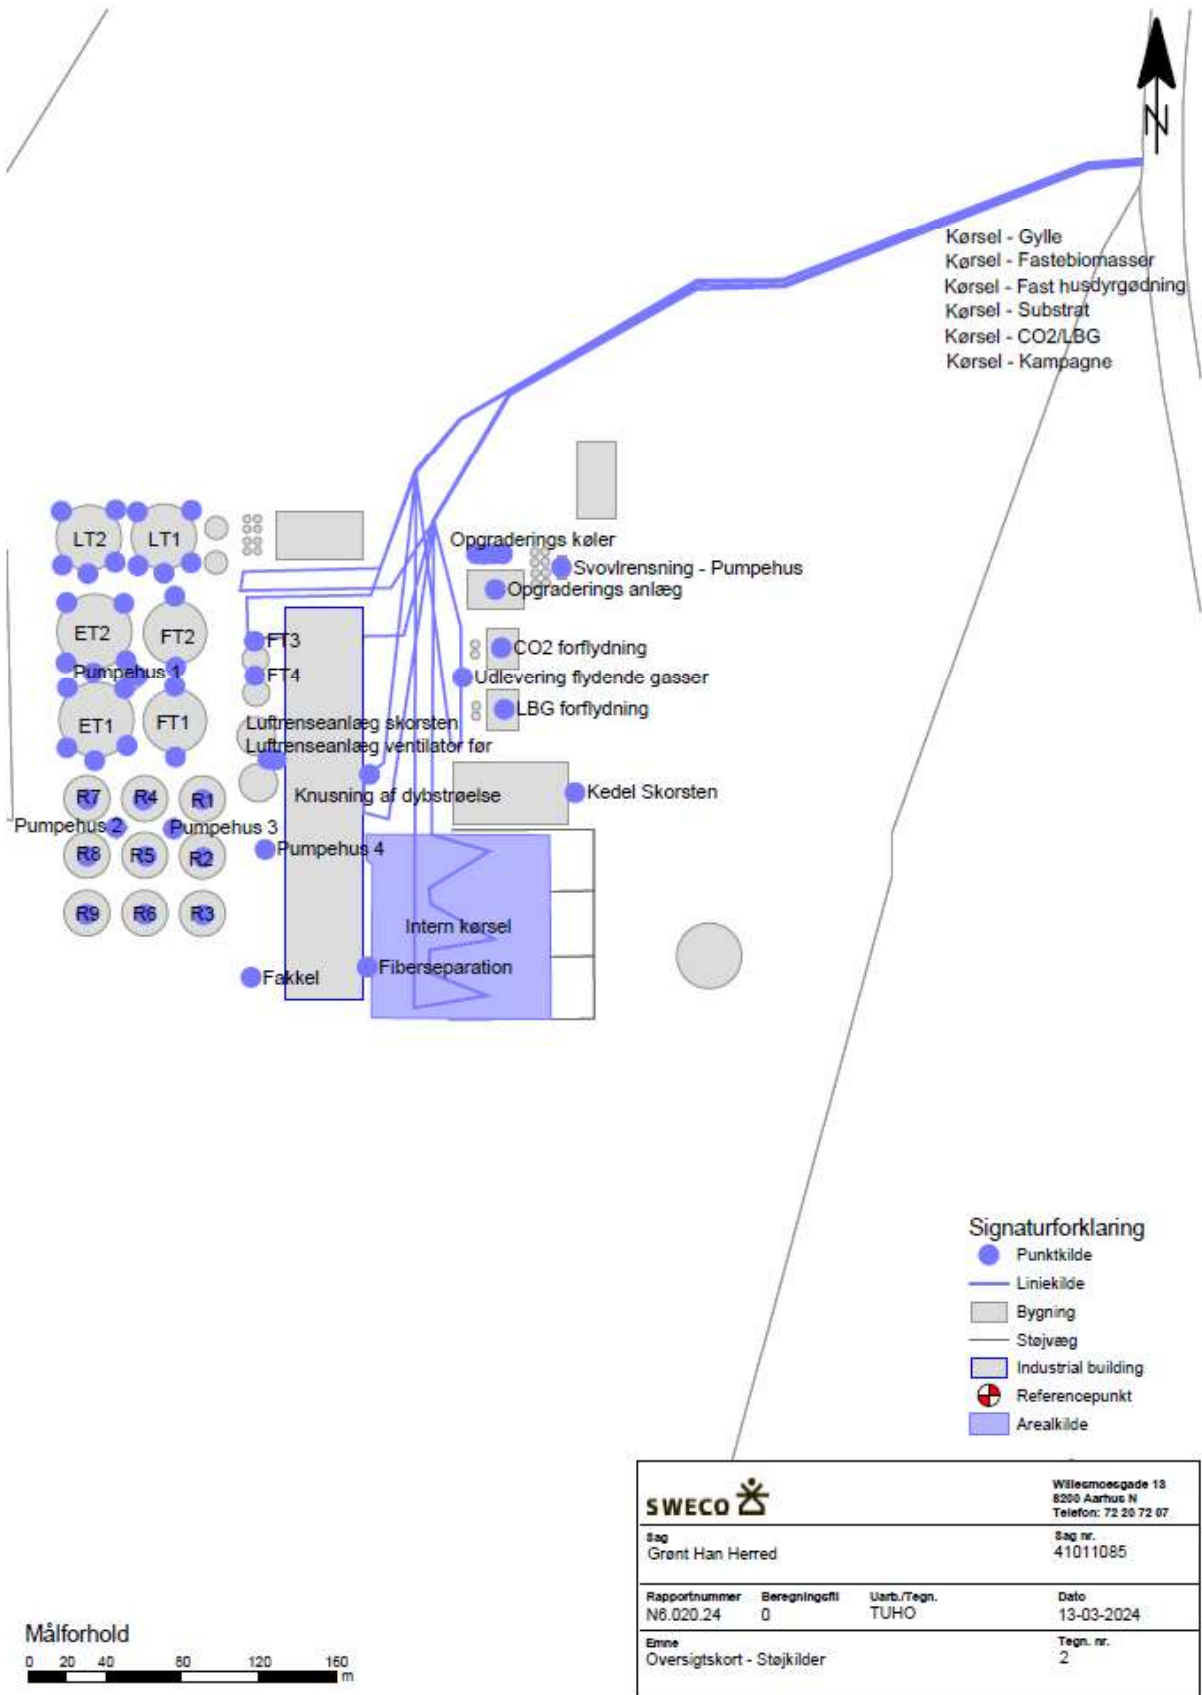 N
Kørsel - Gylle
Kørsel - Fastebiomasser
Kørsel - Fast husdyrgødning
Kørsel - Substrat
Kørsel - CO2/LBG
Kørsel - Kampagne
LT2
LT1
Opgraderings køler
Svovlrensning - Pumpehus
Opgraderings anlæg
ET2
FT2
FT3
CO2 forflydning
Pumpehus 1
FT4
Udlevering flydende gasser
ET1
FT1
LBG forflydning
Luftrenseanlæg skorsten
Luftrenseanlæg ventilator før
R7
R4
R1
Knusning af dybstrøelse
Kedel Skorsten
Pumpehus 2
Pumpehus 3
Pumpehus 4
R8
R5
R2
R9
R6
R3
Intern kørsel
Fakkel
Fiberseparation
Signaturforklaring
Punktkilde
Liniekilde
Bygning
Støjvæg
Industrial building
Referencepunkt
Arealkilde
SWECO
Willesmoesgade 13
8200 Aarhus N
Telefon: 72 20 72 07
Sag
Grønt Han Herred
Sag nr.
41011085
Rapportnummer
N6.020.24
Beregningsfil
0
Uarb./Tegn.
TUHO
Dato
13-03-2024
Emne
Oversigtskort - Støjkilder
Tegn. nr.
2
Målforhold
0 20 40 80 120 160
m